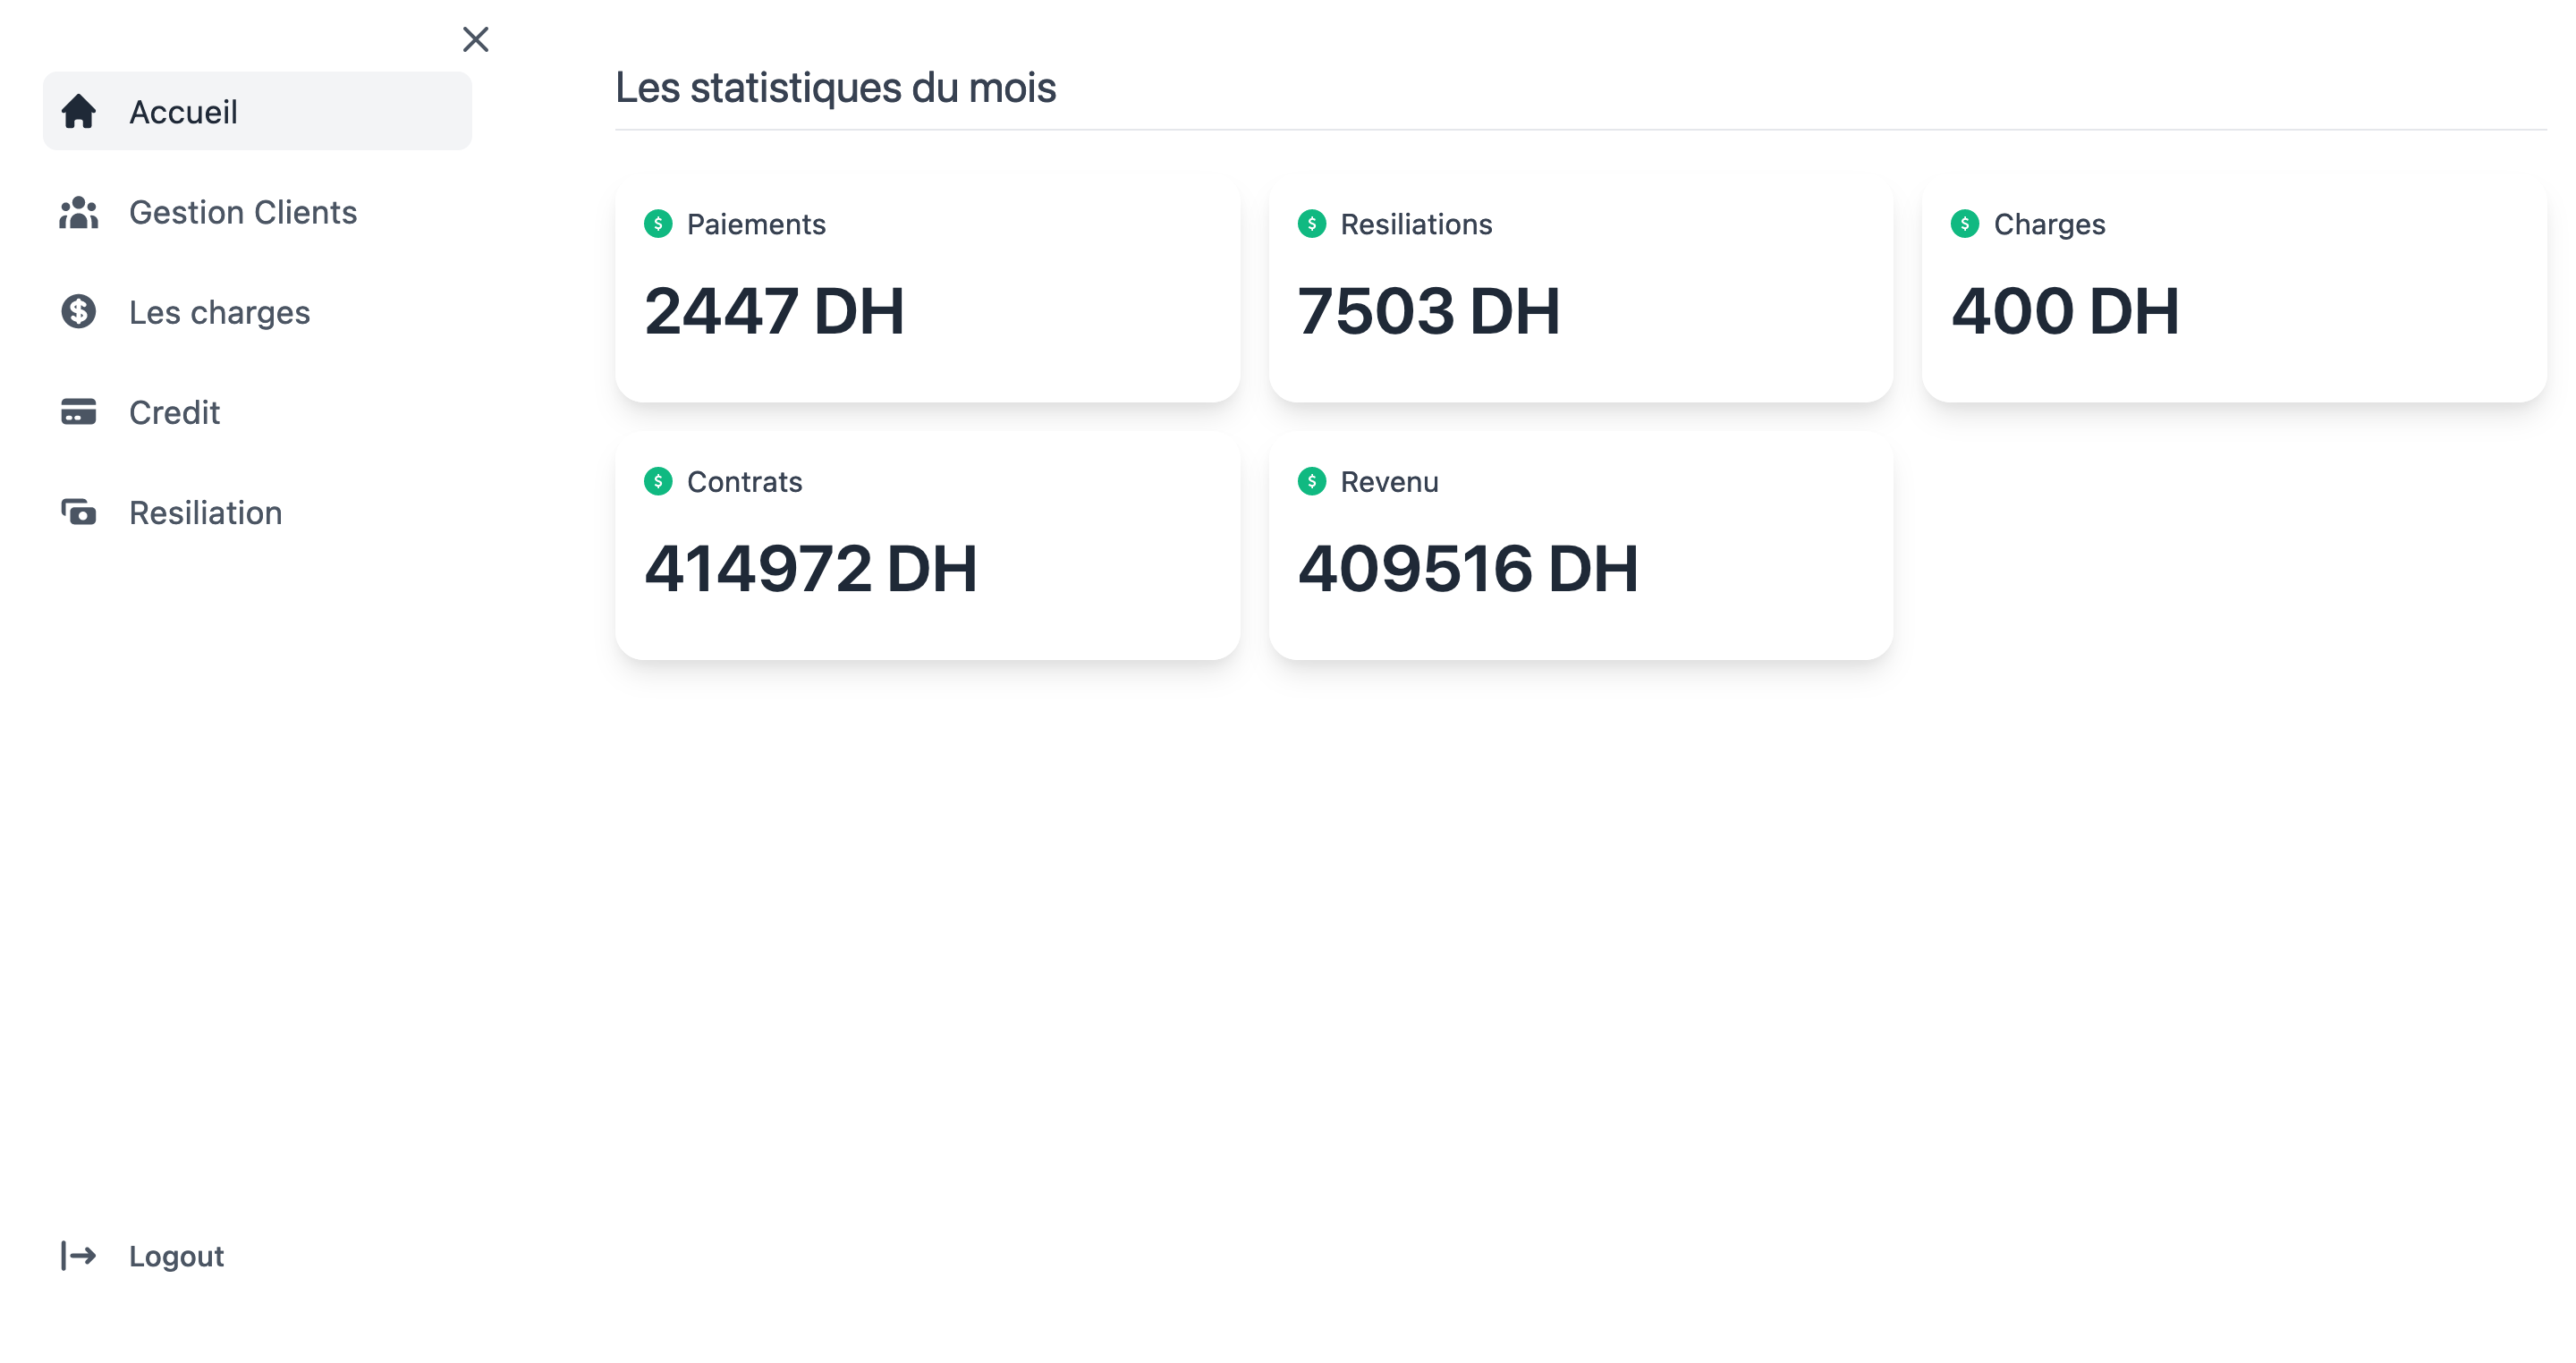 Accueil
Gestion Clients
Les charges
Credit
Resiliation
Logout
Les statistiques du mois
Paiements
2447 DH
Resiliations
7503 DH
Charges
400 DH
Contrats
414972 DH
Revenu
409516 DH